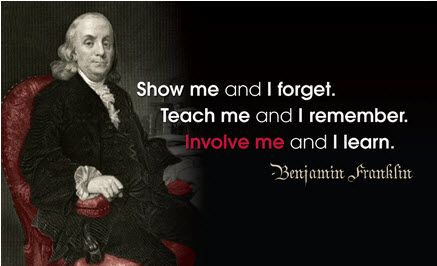 Show me and I forget.
Teach me and I remember.
Involve me and I learn.
-Benjamin Franklin